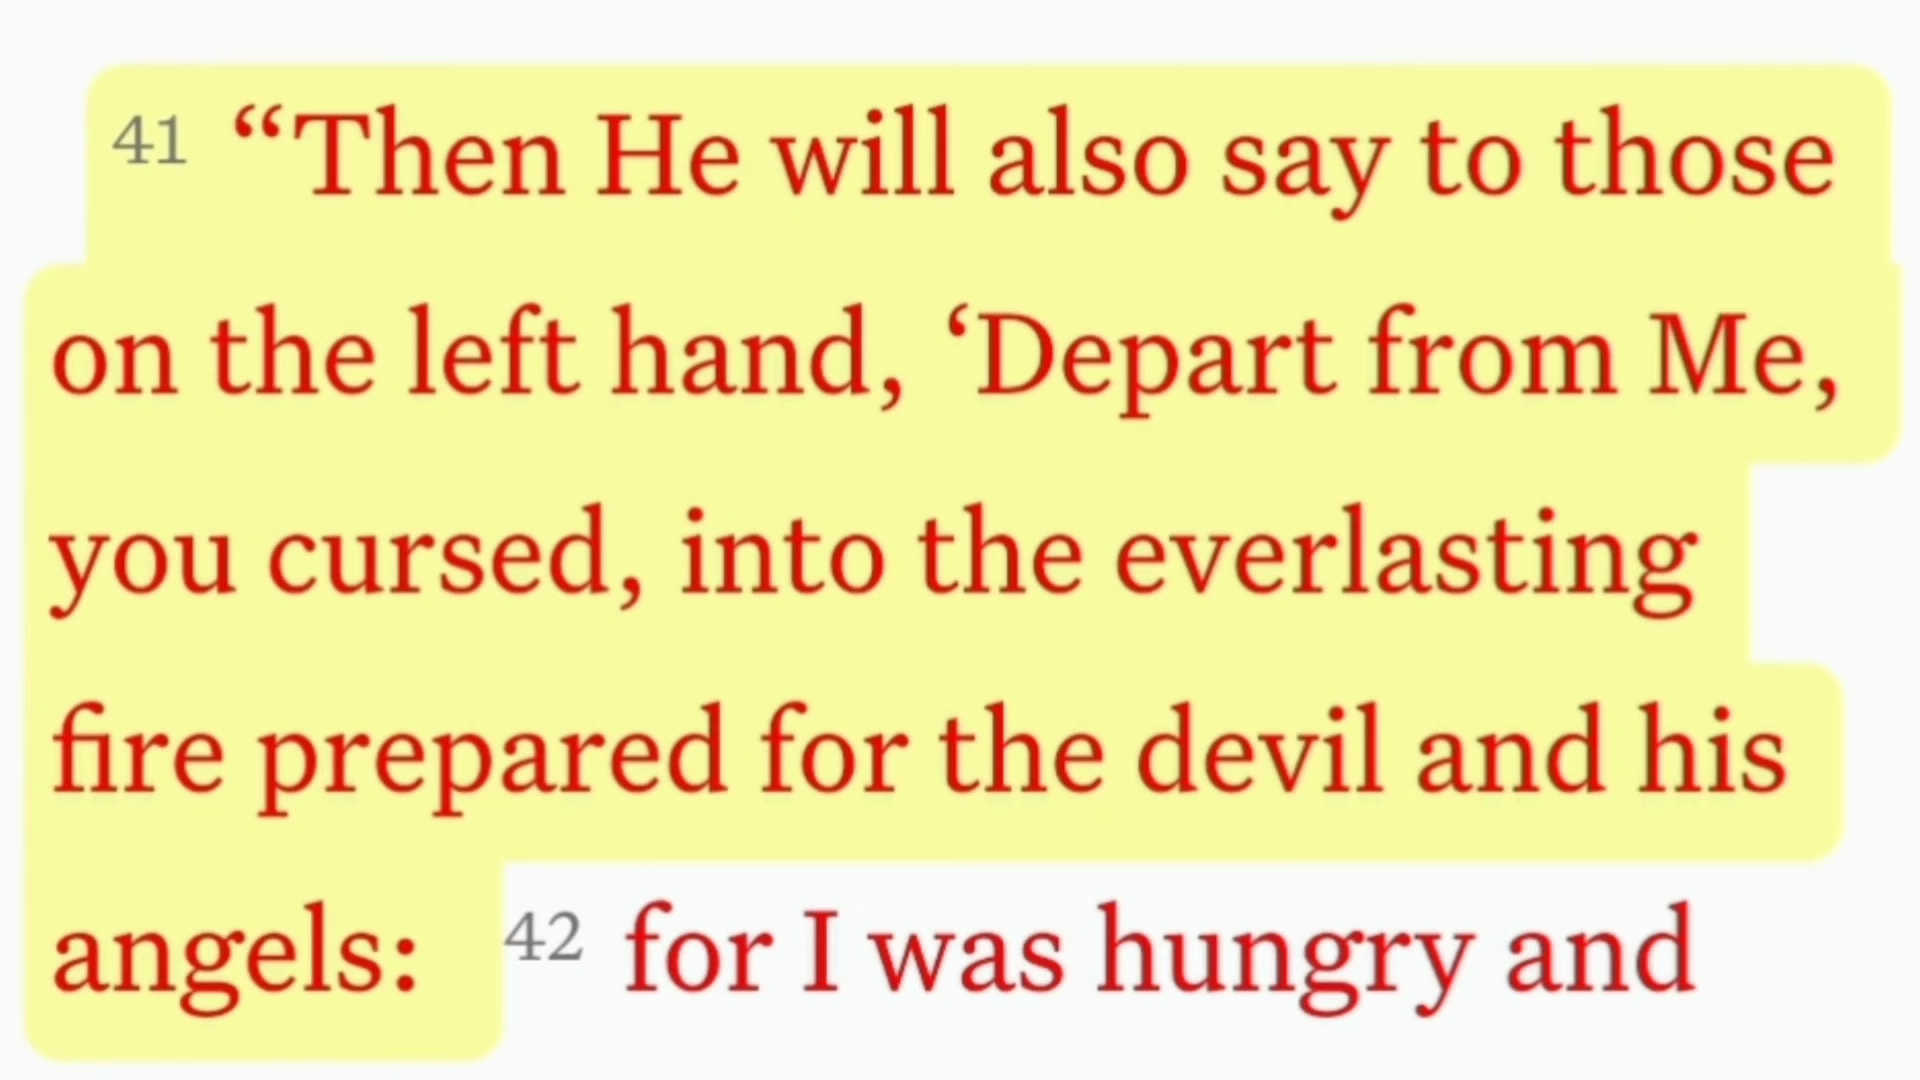 41 “Then He will also say to those
on the left hand, ‘Depart from Me,
you cursed, into the everlasting
fire prepared for the devil and his
angels: 42 for I was hungry and